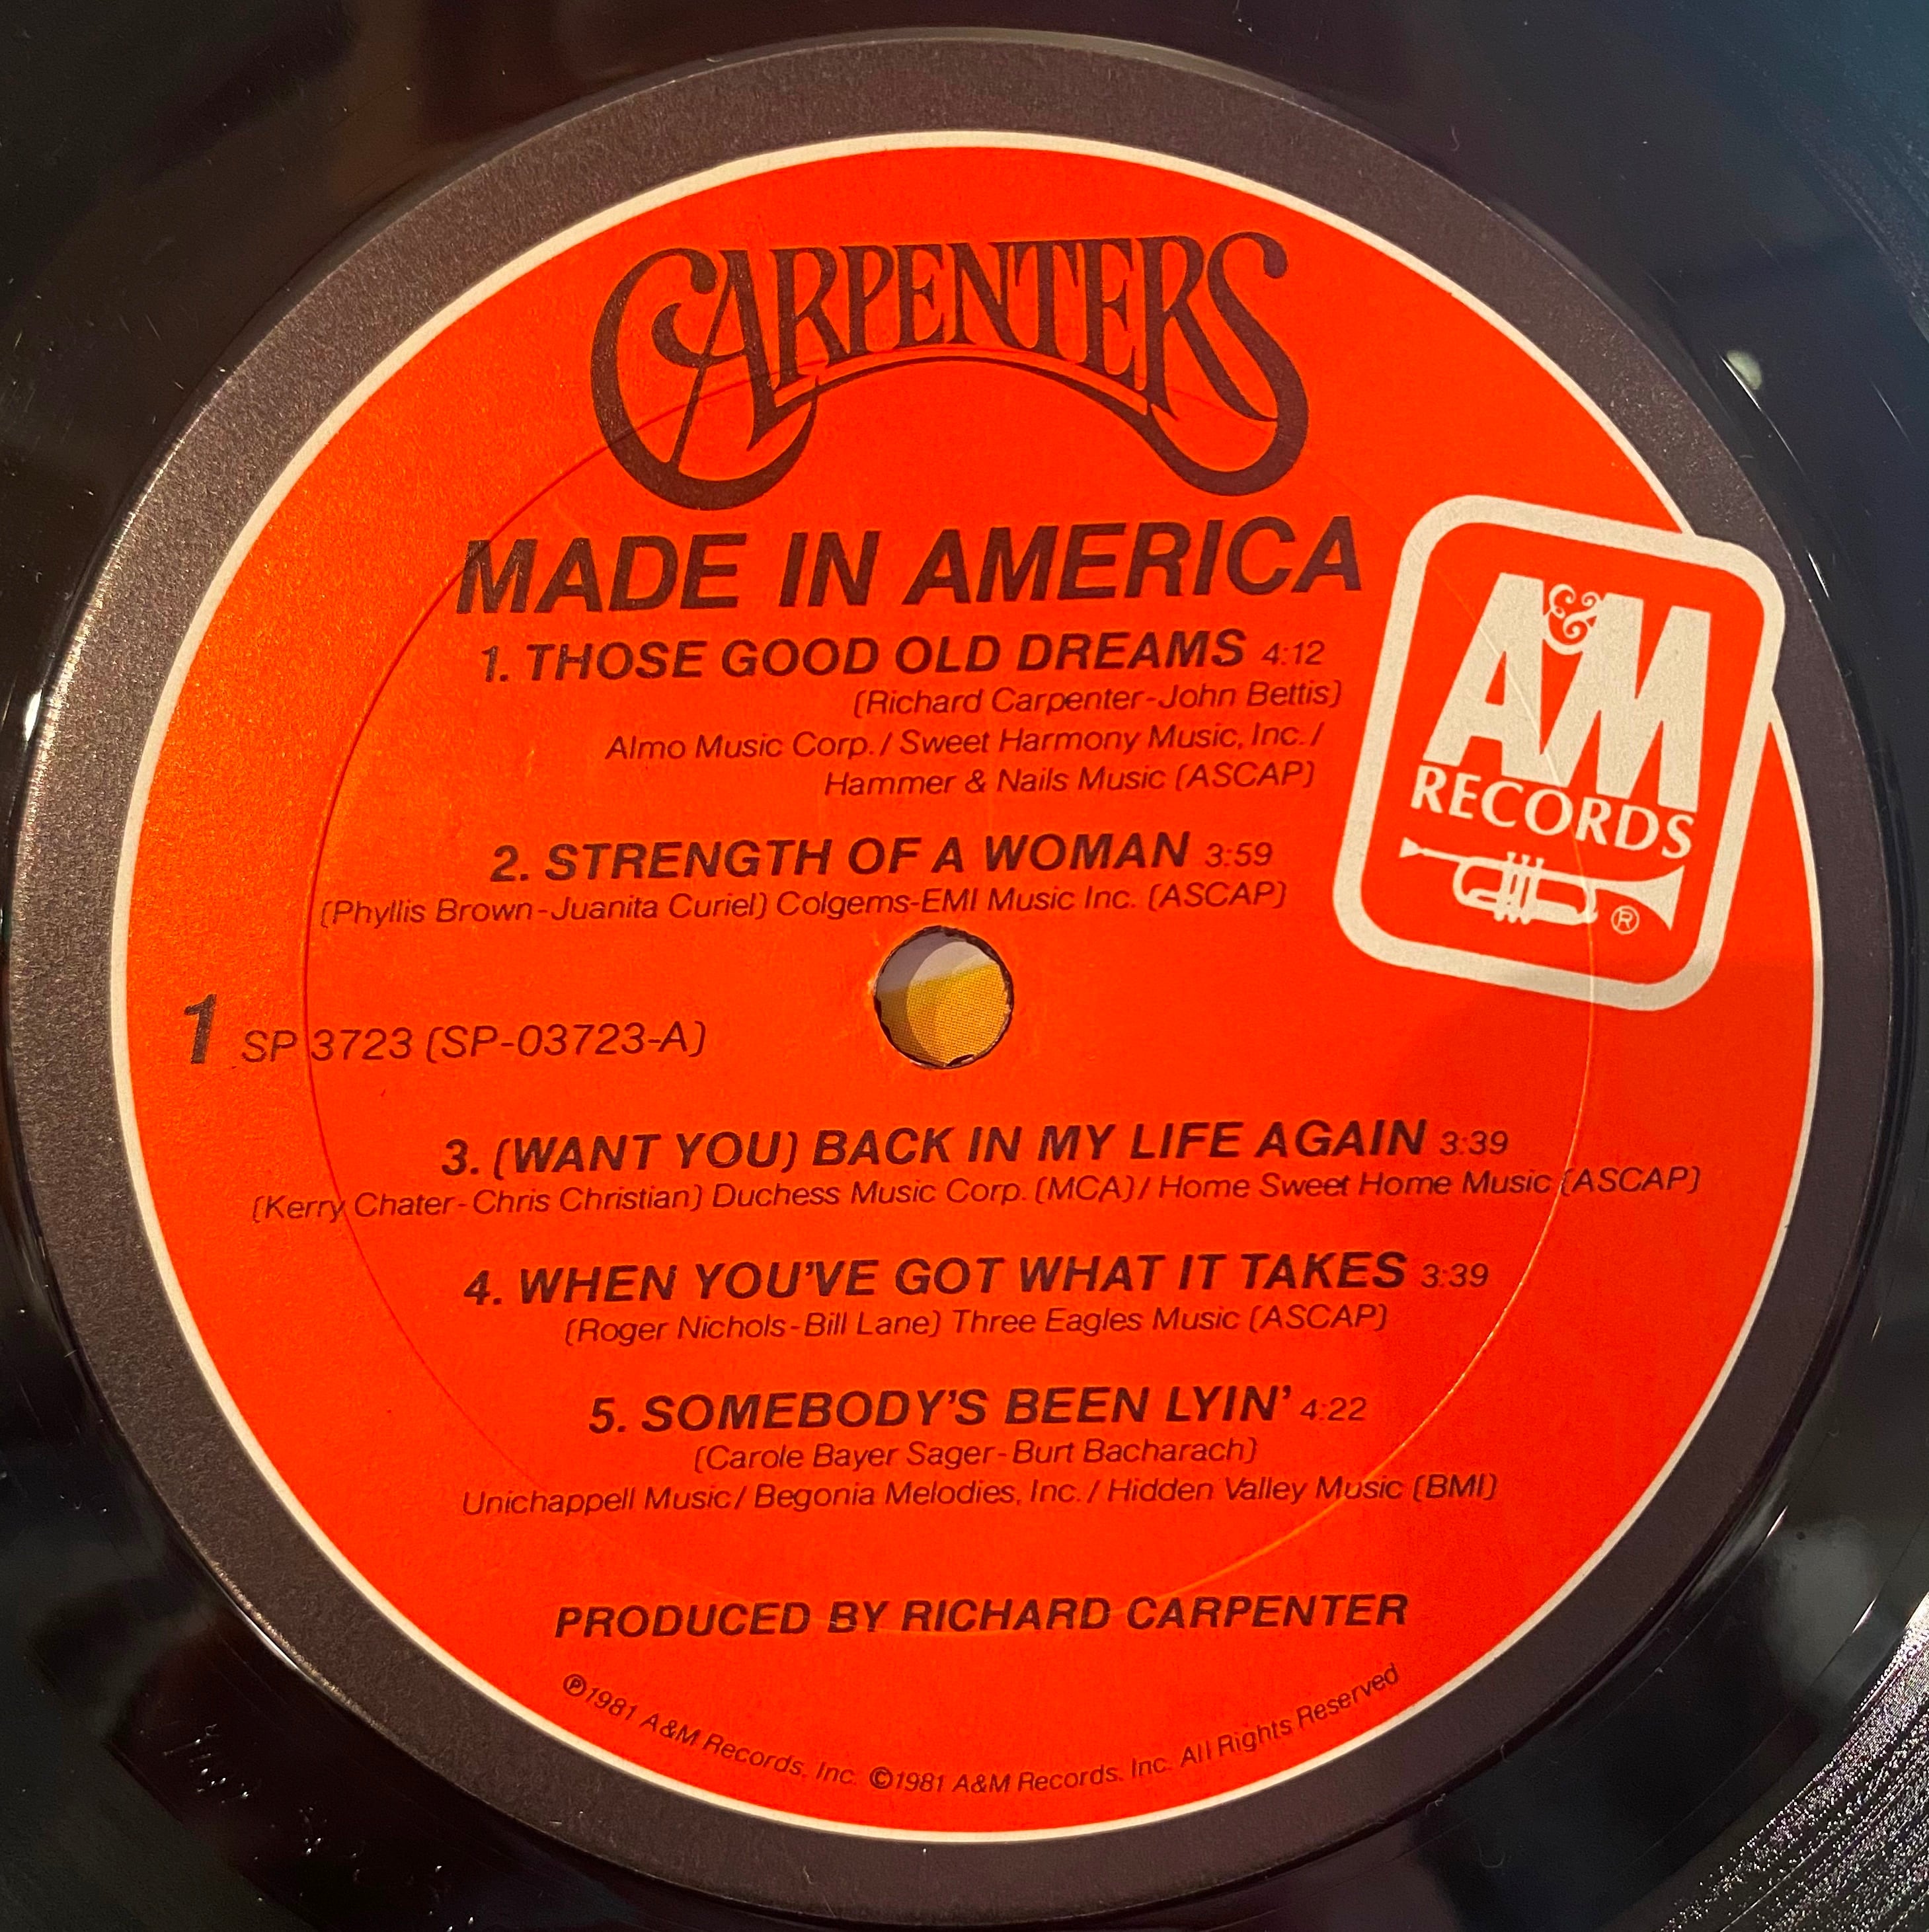 CARPENTERS
MADE IN AMERICA
1. THOSE GOOD OLD DREAMS 4:12
(Richard Carpenter-John Bettis)
Almo Music Corp./Sweet Harmony Music, Inc./
Hammer & Nails Music (ASCAP)
A&M
RECORDS
®
2. STRENGTH OF A WOMAN 3:59
(Phyllis Brown-Juanita Curiel) Colgems-EMI Music Inc. (ASCAP)
1 SP 3723 (SP-03723-A)
3. (WANT YOU) BACK IN MY LIFE AGAIN 3:39
(Kerry Chater-Chris Christian) Duchess Music Corp. (MCA)/Home Sweet Home Music (ASCAP)
4. WHEN YOU'VE GOT WHAT IT TAKES 3:39
(Roger Nichols-Bill Lane) Three Eagles Music (ASCAP)
5. SOMEBODY'S BEEN LYIN' 4:22
(Carole Bayer Sager-Burt Bacharach)
Unichappell Music/Begonia Melodies, Inc./Hidden Valley Music (BMI)
PRODUCED BY RICHARD CARPENTER
℗1981 A&M Records, Inc. ©1981 A&M Records, Inc. All Rights Reserved